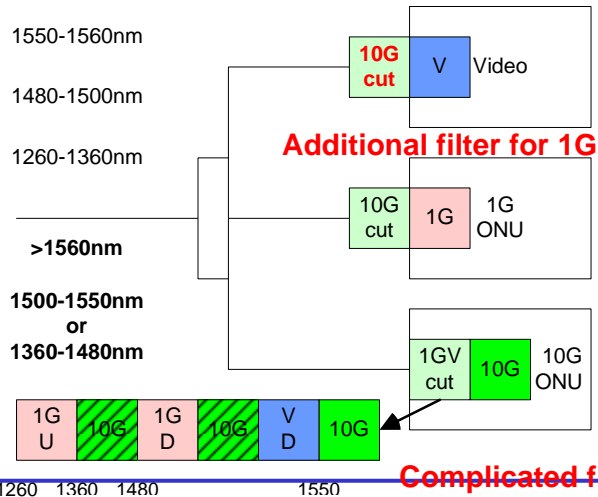 1550-1560nm
1480-1500nm
1260-1360nm
>1560nm
1500-1550nm
or
1360-1480nm
10G
cut
V
Video
Additional filter for 1G
10G
cut
1G
1G
ONU
1GV
cut
10G
10G
ONU
1G
U
10G
1G
D
10G
V
D
10G
1260 1360 1480 1550
Complicated f